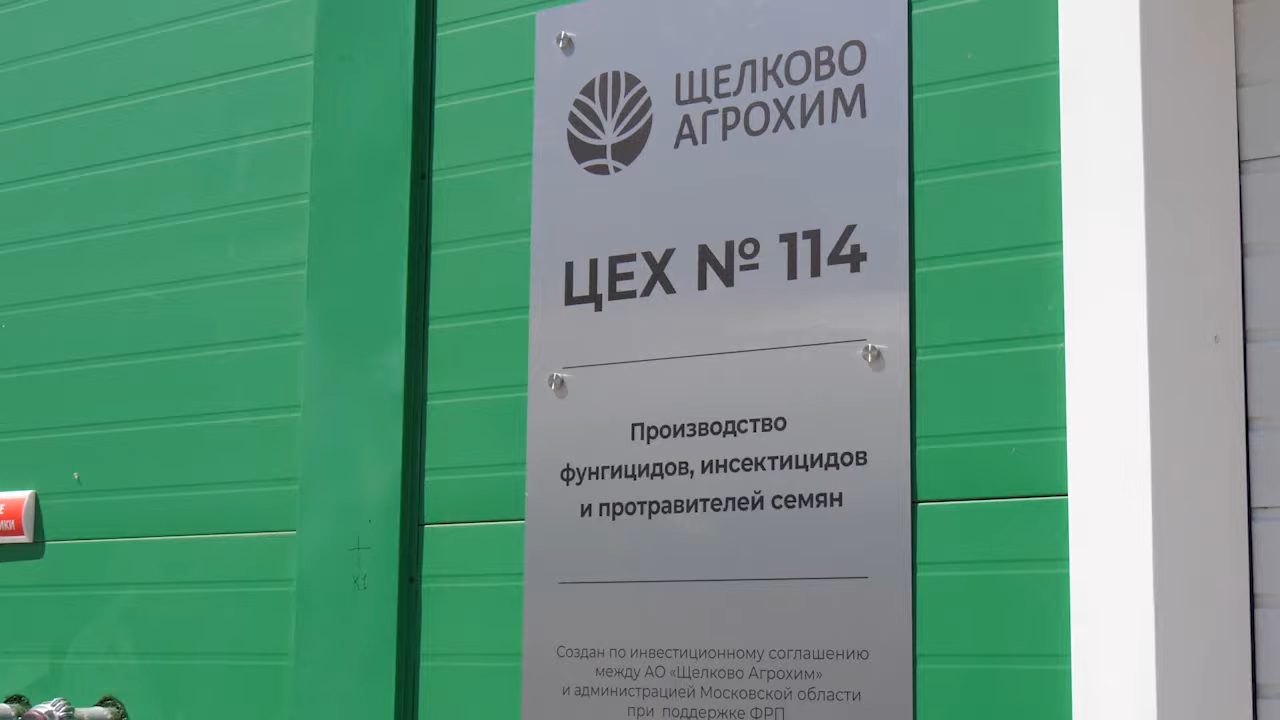 ЩЕЛКОВО
АГРОХИМ
ЦЕХ № 114
Производство
фунгицидов, инсектицидов
и протравителей семян
Создан по инвестиционному соглашению
между АО «Щелково Агрохим»
и администрацией Московской области
при поддержке ФРП
К1